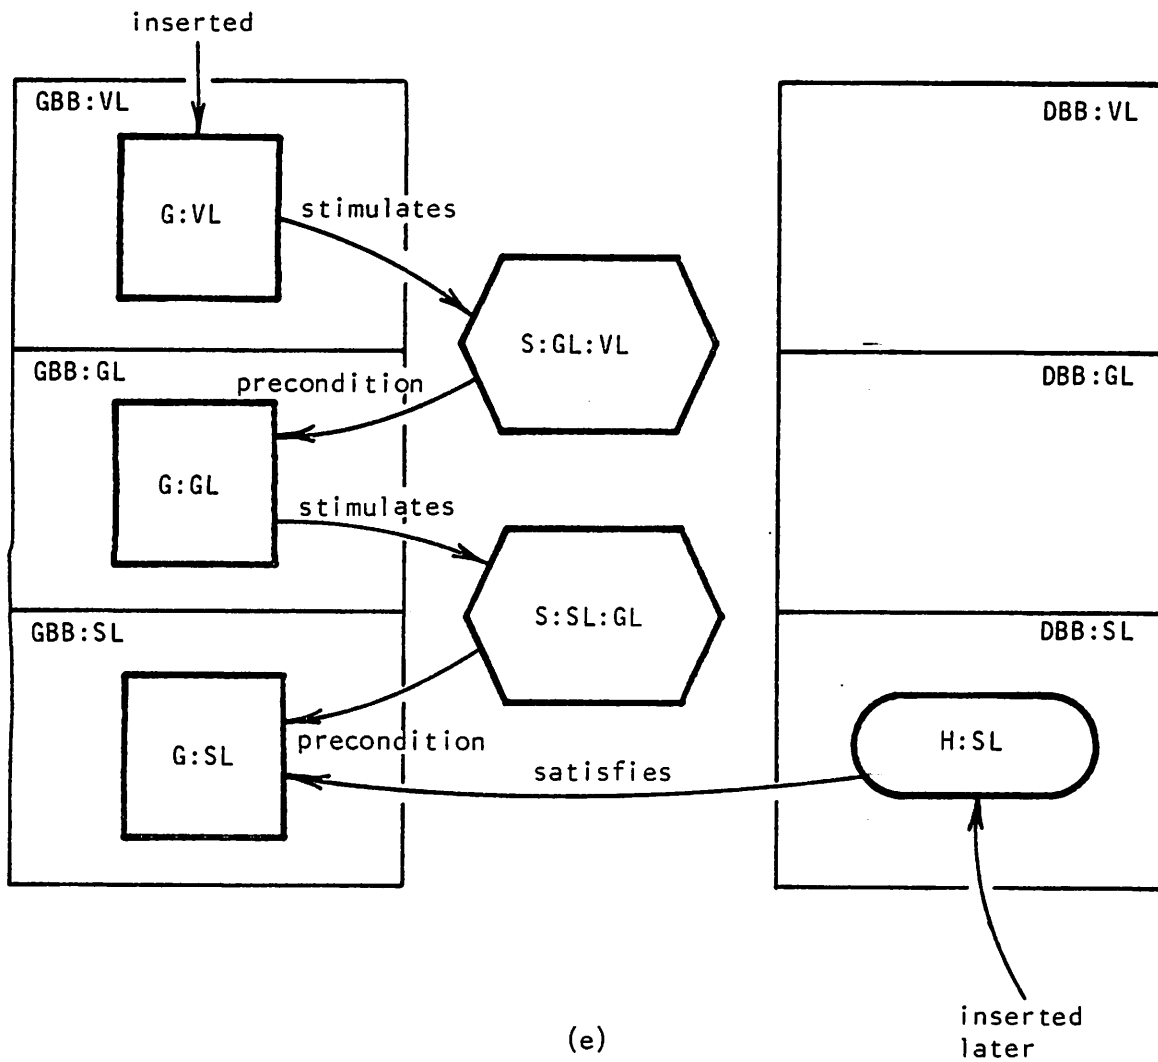 inserted
GBB:VL
DBB:VL
G:VL
stimulates
S:GL:VL
GBB:GL
DBB:GL
precondition
G:GL
stimulates
S:SL:GL
GBB:SL
DBB:SL
G:SL
precondition
H:SL
satisfies
inserted
later
(e)